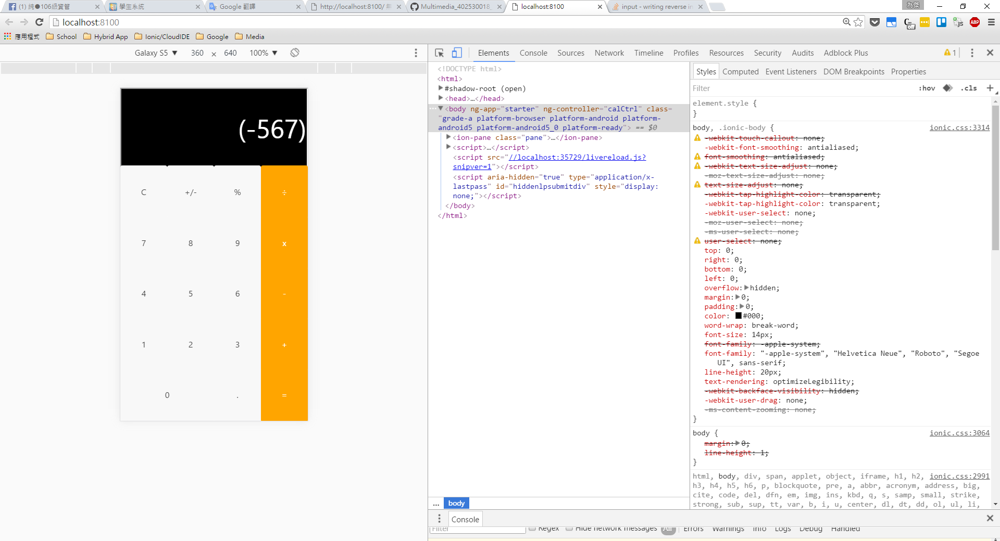 (1) 純●106級資管
學生系統
Google 翻譯
http://localhost:8100/ 無
Multimedia_402530018_
localhost:8100
input - writing reverse in
為傑
localhost:8100
應用程式
School
Hybrid App
Ionic/CloudIDE
Google
Media
Galaxy S5 ▼ 360 × 640 100% ▼
Elements Console Sources Network Timeline Profiles Resources Security Audits Adblock Plus
1
(-567)
C +/- % ÷
7 8 9 x
4 5 6 -
1 2 3 +
0 . =
<!DOCTYPE html>
<html>
#shadow-root (open)
<head>…</head>
<body ng-app="starter" ng-controller="calCtrl" class=
"grade-a platform-browser platform-android platform-
android5 platform-android5_0 platform-ready"> == $0
<ion-pane class="pane">…</ion-pane>
<script>…</script>
<script src="//localhost:35729/livereload.js?
snipver=1"></script>
<script aria-hidden="true" type="application/x-
lastpass" id="hiddenlpsubmitdiv" style="display:
none;"></script>
</body>
</html>
... body
Styles Computed Event Listeners DOM Breakpoints Properties
Filter :hov .cls +
element.style {
}
body, .ionic-body { ionic.css:3314
-webkit-touch-callout: none;
-webkit-font-smoothing: antialiased;
font-smoothing: antialiased;
-webkit-text-size-adjust: none;
-moz-text-size-adjust: none;
text-size-adjust: none;
-webkit-tap-highlight-color: transparent;
-webkit-tap-highlight-color: transparent;
-webkit-user-select: none;
-moz-user-select: none;
-ms-user-select: none;
user-select: none;
top: 0;
right: 0;
bottom: 0;
left: 0;
overflow: hidden;
margin: 0;
padding: 0;
color: #000;
word-wrap: break-word;
font-size: 14px;
font-family: -apple-system;
font-family: "-apple-system", "Helvetica Neue", "Roboto", "Segoe
UI", sans-serif;
line-height: 20px;
text-rendering: optimizeLegibility;
-webkit-backface-visibility: hidden;
-webkit-user-drag: none;
-ms-content-zooming: none;
}
body { ionic.css:3064
margin: 0;
line-height: 1;
}
html, body, div, span, applet, object, iframe, h1, h2, ionic.css:2991
h3, h4, h5, h6, p, blockquote, pre, a, abbr, acronym, address, big,
cite, code, del, dfn, em, img, ins, kbd, q, s, samp, small, strike,
strong, sub, sup, tt, var, b, i, u, center, dl, dt, dd, ol, ul, li,
Console
Filter Regex Hide network messages All Errors Warnings Info Logs Debug Handled